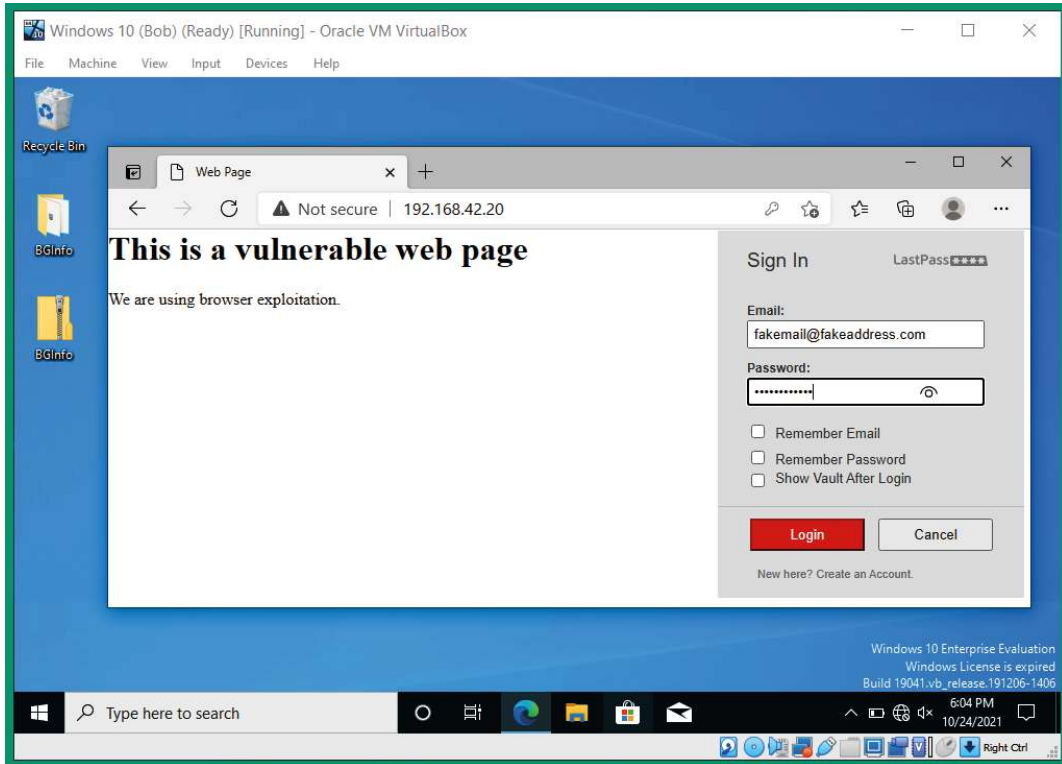 Windows 10 (Bob) (Ready) [Running] - Oracle VM VirtualBox
File Machine View Input Devices Help
Recycle Bin
Web Page
Not secure | 192.168.42.20
BGInfo
This is a vulnerable web page
We are using browser exploitation.
BGInfo
Sign In LastPass****
Email:
fakemail@fakeaddress.com
Password:
••••••••••••
Remember Email
Remember Password
Show Vault After Login
Login Cancel
New here? Create an Account.
Windows 10 Enterprise Evaluation
Windows License is expired
Build 19041.vb_release.191206-1406
Type here to search
6:04 PM
10/24/2021
Right Ctrl